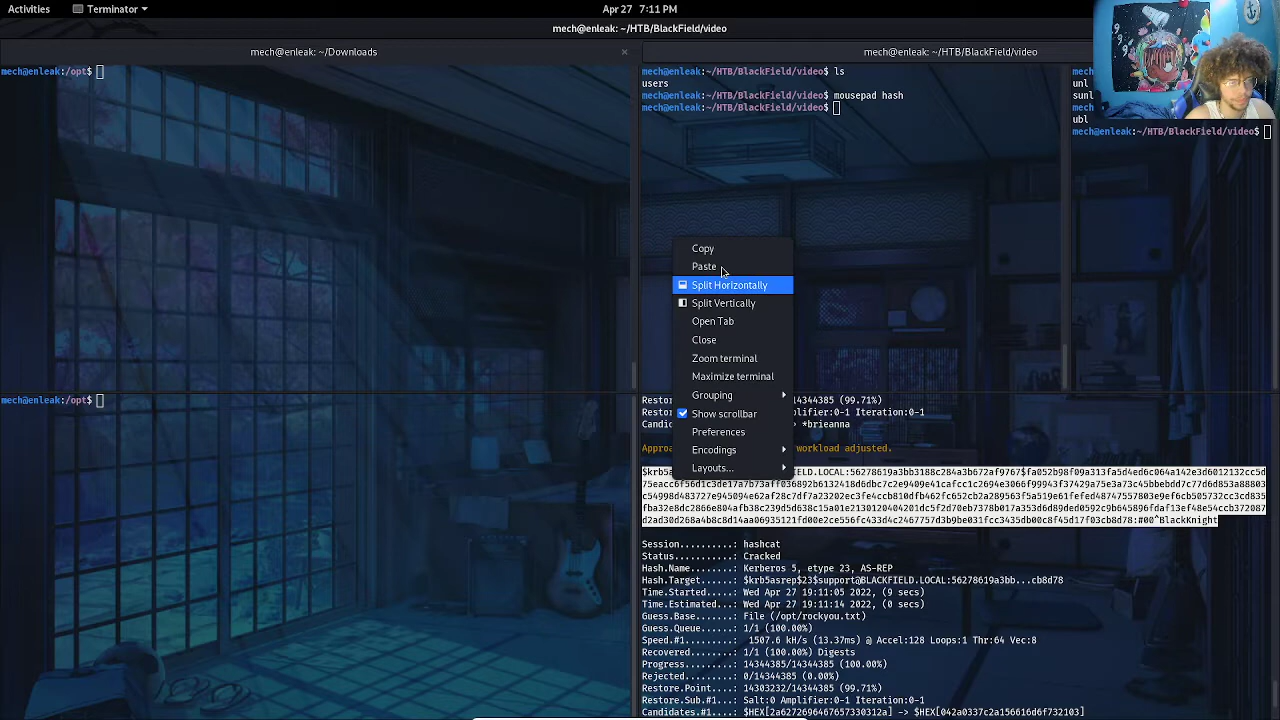 Activities
Terminator
Apr 27 7:11 PM
mech@enleak: ~/HTB/BlackField/video
mech@enleak: ~/Downloads
mech@enleak: ~/HTB/BlackField/video
mech@enleak:/opt$
mech@enleak:~/HTB/BlackField/video$ ls
users
mech@enleak:~/HTB/BlackField/video$ mousepad hash
mech@enleak:~/HTB/BlackField/video$
unl
sunl
ubl
mech@enleak:~/HTB/BlackField/video$
Copy
Paste
Split Horizontally
Split Vertically
Open Tab
Close
Zoom terminal
Maximize terminal
Grouping
Show scrollbar
Preferences
Encodings
Layouts...
mech@enleak:/opt$
Restor
14344385 (99.71%)
Restor
Amplifier:0-1 Iteration:0-1
Candid
> *brieanna
Approa
workload adjusted.
Session..........: hashcat
Status...........: Cracked
Hash.Name........: Kerberos 5, etype 23, AS-REP
Hash.Target......: $krb5asrep$23$support@BLACKFIELD.LOCAL:56278619a3bb...cb8d78
Time.Started.....: Wed Apr 27 19:11:05 2022, (9 secs)
Time.Estimated...: Wed Apr 27 19:11:14 2022, (0 secs)
Guess.Base.......: File (/opt/rockyou.txt)
Guess.Queue......: 1/1 (100.00%)
Speed.#1.........: 1507.6 kH/s (13.37ms) @ Accel:128 Loops:1 Thr:64 Vec:8
Recovered........: 1/1 (100.00%) Digests
Progress.........: 14344385/14344385 (100.00%)
Rejected.........: 0/14344385 (0.00%)
Restore.Point....: 14303232/14344385 (99.71%)
Restore.Sub.#1...: Salt:0 Amplifier:0-1 Iteration:0-1
Candidates.#1....: $HEX[2a6272696467657330312a] -> $HEX[042a0337c2a156616d6f732103]